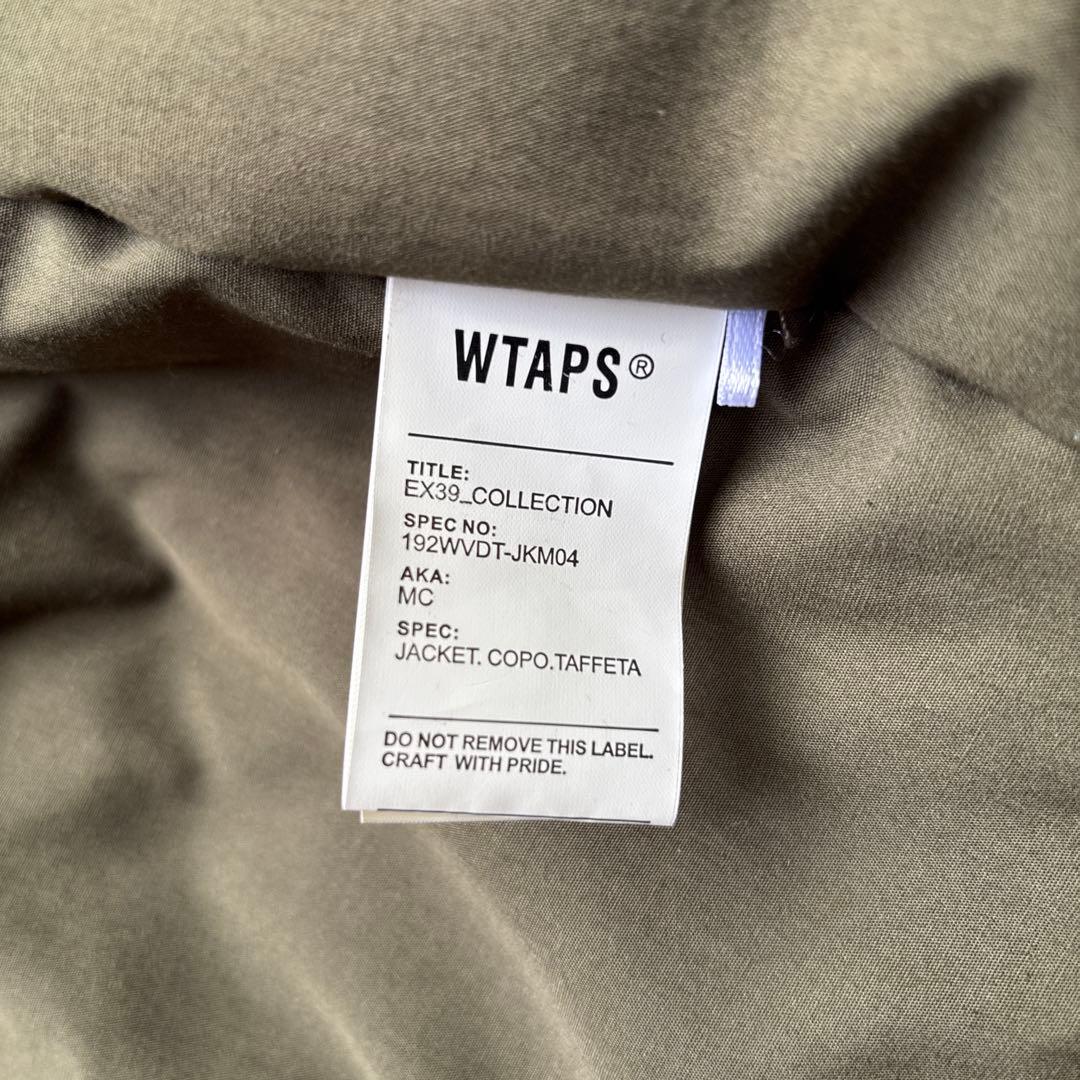 WTAPS®
TITLE:
EX39_COLLECTION
SPEC NO:
192WVDT-JKM04
AKA:
MC
SPEC:
JACKET. COPO.TAFFETA
DO NOT REMOVE THIS LABEL.
CRAFT WITH PRIDE.